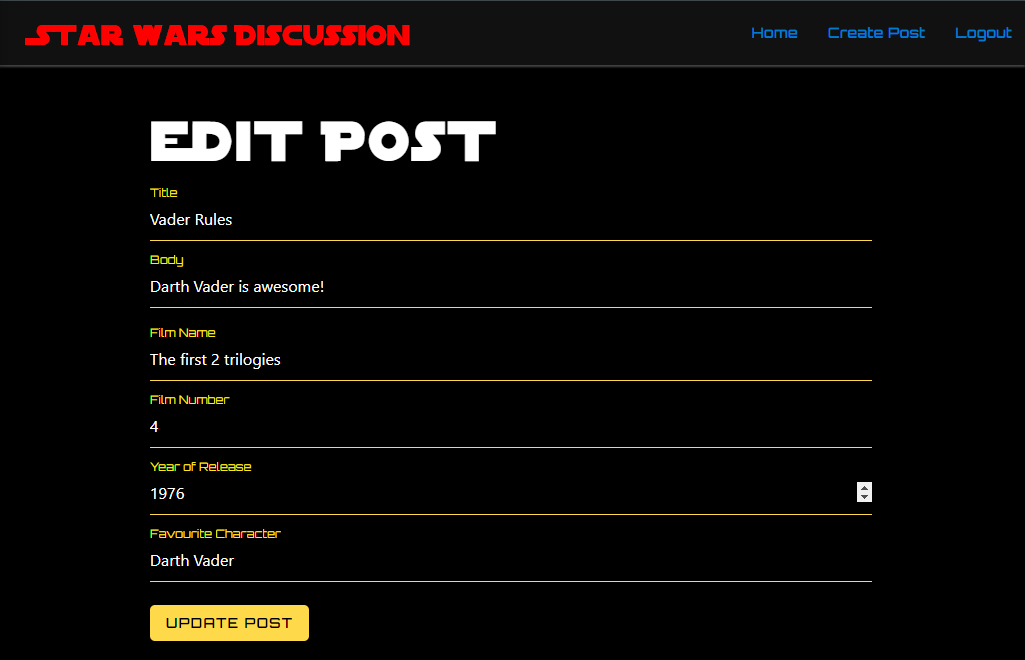 STAR WARS DISCUSSION
Home Create Post Logout
EDIT POST
Title
Vader Rules
Body
Darth Vader is awesome!
Film Name
The first 2 trilogies
Film Number
4
Year of Release
1976
Favourite Character
Darth Vader
UPDATE POST